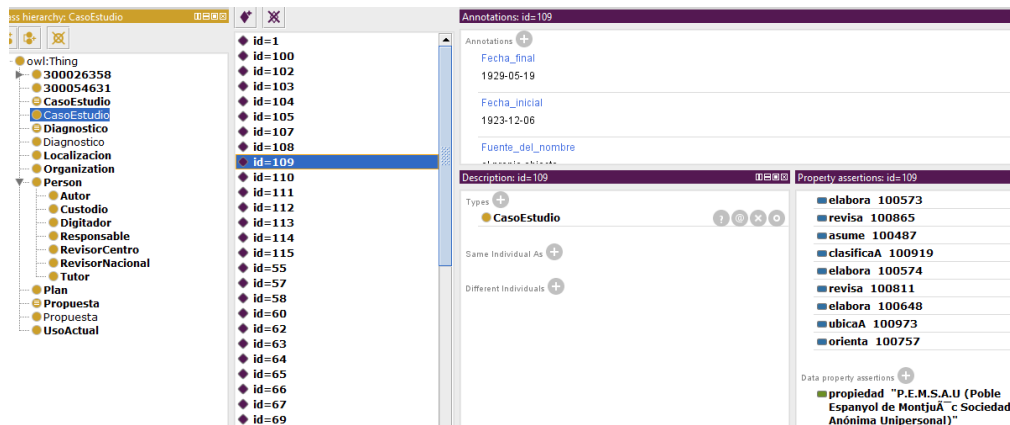 ass hierarchy: CasoEstudio
owl:Thing
300026358
300054631
CasoEstudio
CasoEstudio
Diagnostico
Diagnostico
Localizacion
Organization
Person
Autor
Custodio
Digitador
Responsable
RevisorCentro
RevisorNacional
Tutor
Plan
Propuesta
Propuesta
UsoActual
id=1
id=100
id=102
id=103
id=104
id=105
id=107
id=108
id=109
id=110
id=111
id=112
id=113
id=114
id=115
id=55
id=57
id=58
id=60
id=62
id=63
id=64
id=65
id=66
id=67
id=69
Annotations: id=109
Annotations
Fecha_final
1929-05-19
Fecha_inicial
1923-12-06
Fuente_del_nombre
Description: id=109
Types
CasoEstudio
Same Individual As
Different Individuals
Property assertions: id=109
elabora 100573
revisa 100865
asume 100487
clasificaA 100919
elabora 100574
revisa 100811
elabora 100648
ubicaA 100973
orienta 100757
Data property assertions
propiedad "P.E.M.S.A.U (Poble
Espanyol de MontjuÃ¯c Sociedad
Anónima Unipersonal)"